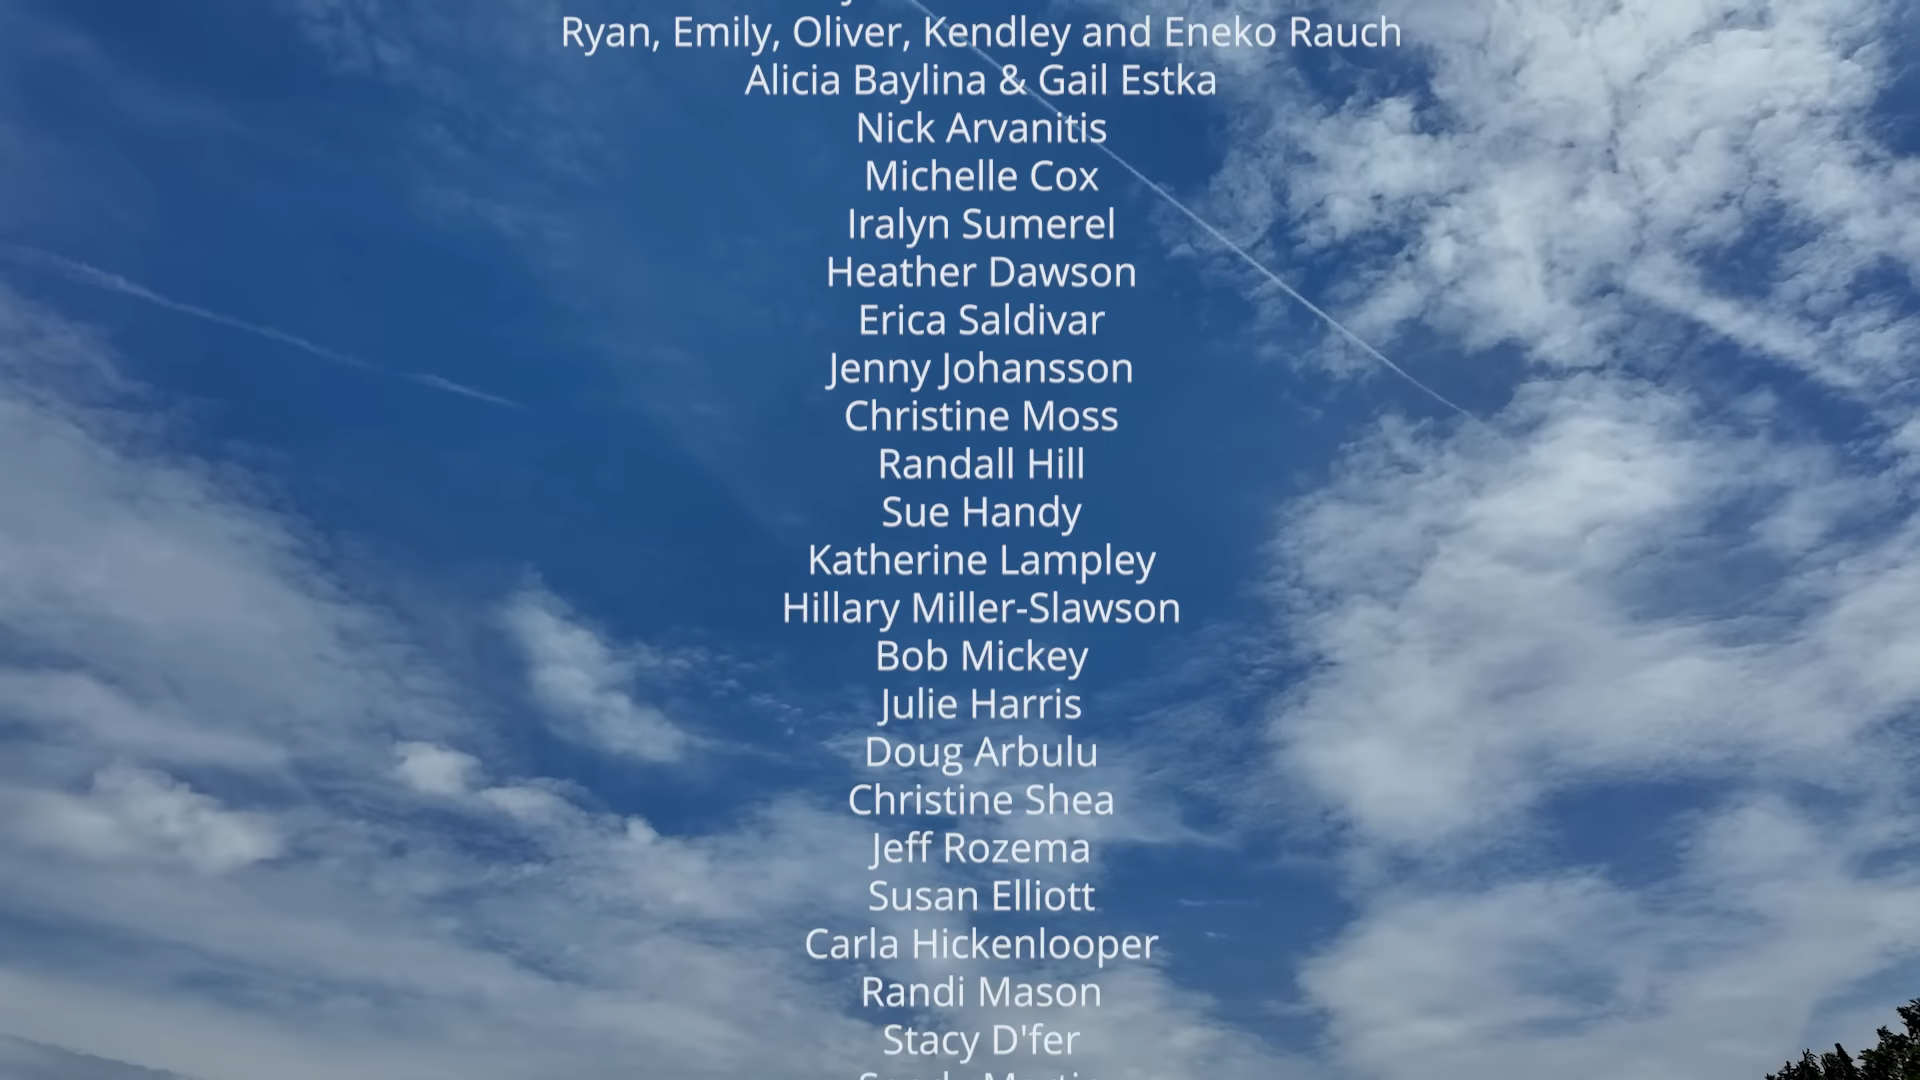 Ryan, Emily, Oliver, Kendley and Eneko Rauch
Alicia Baylina & Gail Estka
Nick Arvanitis
Michelle Cox
Iralyn Sumerel
Heather Dawson
Erica Saldivar
Jenny Johansson
Christine Moss
Randall Hill
Sue Handy
Katherine Lampley
Hillary Miller-Slawson
Bob Mickey
Julie Harris
Doug Arbulu
Christine Shea
Jeff Rozema
Susan Elliott
Carla Hickenlooper
Randi Mason
Stacy D'fer